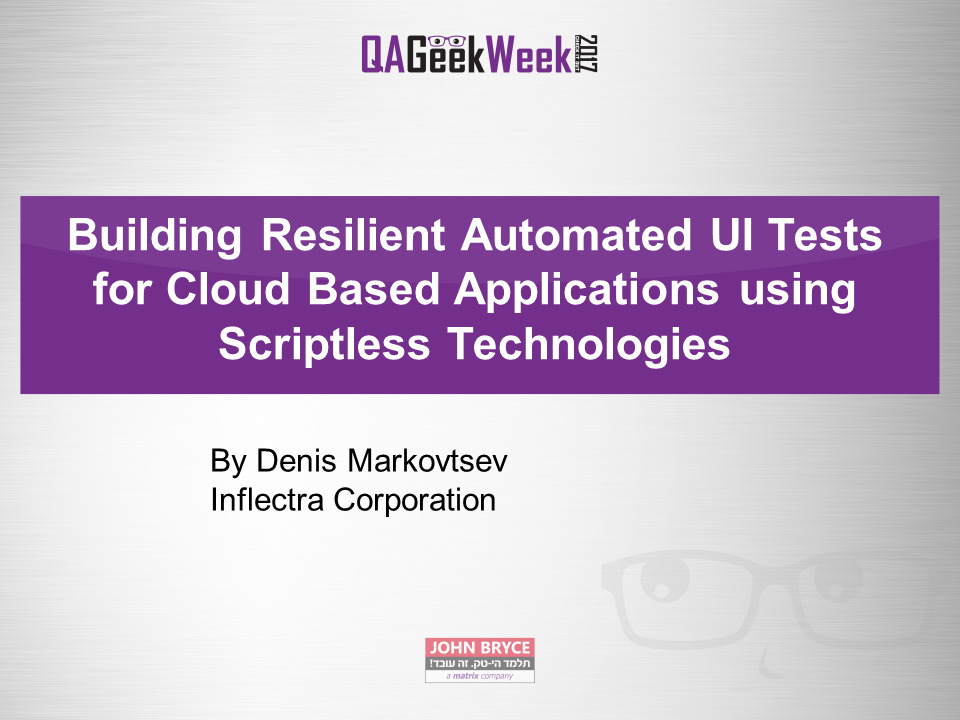 QAGeekWeek 2017
Building Resilient Automated UI Tests
for Cloud Based Applications using
Scriptless Technologies
By Denis Markovtsev
Inflectra Corporation
JOHN BRYCE
תלמד הי-טק. זה עובד!
a matrix company